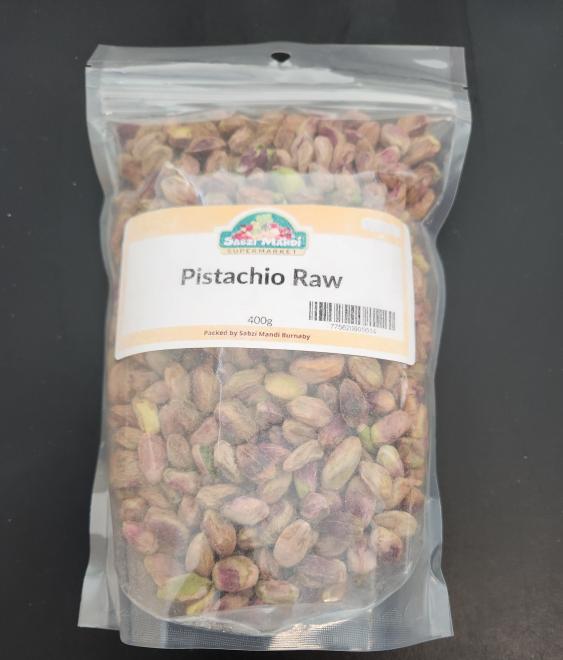 SABZI MANDI
SUPERMARKET
Pistachio Raw
400g
Packed by Sabzi Mandi Burnaby